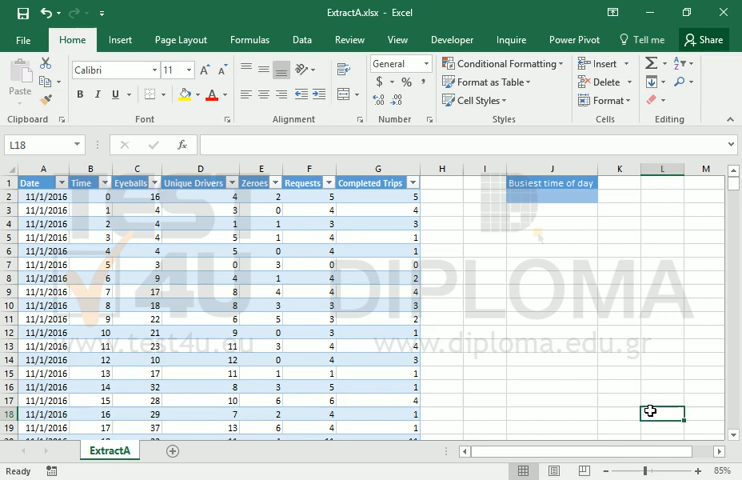 ExtractA.xlsx - Excel
File Home Insert Page Layout Formulas Data Review View Developer Inquire Power Pivot Tell me Share
Calibri 11 General Conditional Formatting Insert
Paste B I U A $ % , Format as Table Delete
Cell Styles Format
Clipboard Font Alignment Number Styles Cells Editing
L18 fx
A B C D E F G H I J K L M
1 Date Time Eyeballs Unique Drivers Zeroes Requests Completed Trips Busiest time of day
2 11/1/2016 0 16 4 2 5 5
3 11/1/2016 1 4 3 0 4 4
4 11/1/2016 2 4 1 1 3 3
5 11/1/2016 3 4 5 1 4 1
6 11/1/2016 4 4 5 0 4 1
7 11/1/2016 5 3 0 3 0 0
8 11/1/2016 6 9 4 1 4 2
9 11/1/2016 7 17 8 4 4 4
10 11/1/2016 8 18 8 3 3 3
11 11/1/2016 9 22 6 5 3 2
12 11/1/2016 10 21 9 0 3 1
13 11/1/2016 11 23 11 3 4 4
14 11/1/2016 12 10 12 0 4 3
15 11/1/2016 13 17 11 1 1 1
16 11/1/2016 14 32 8 3 5 1
17 11/1/2016 15 28 10 6 6 4
18 11/1/2016 16 29 7 2 4 1
19 11/1/2016 17 37 13 6 4 1
TEST
4U DIPLOMA
www.test4u.eu www.diploma.edu.gr
ExtractA
Ready 85%